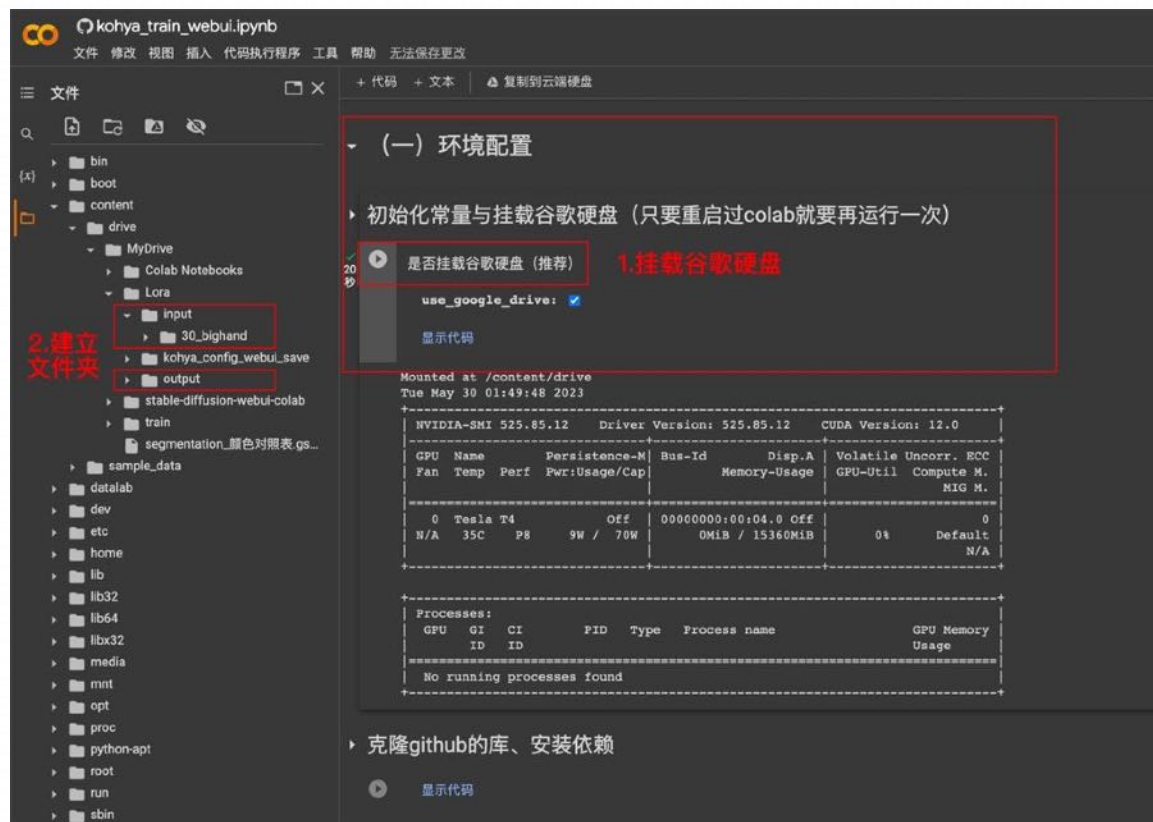 kohya_train_webui.ipynb
文件 修改 视图 插入 代码执行程序 工具 帮助 无法保存更改
文件
+ 代码 + 文本 复制到云端硬盘
{x}
bin
boot
content
drive
MyDrive
Colab Notebooks
Lora
input
30_bighand
kohya_config_webui_save
output
stable-diffusion-webui-colab
train
segmentation_颜色对照表.gs...
sample_data
datalab
dev
etc
home
lib
lib32
lib64
libx32
media
mnt
opt
proc
python-apt
root
run
sbin
2.建立
文件夹
(一)环境配置
初始化常量与挂载谷歌硬盘(只要重启过colab就要再运行一次)
20
秒
是否挂载谷歌硬盘(推荐)
1.挂载谷歌硬盘
use_google_drive:
显示代码
Mounted at /content/drive
Tue May 30 01:49:48 2023
NVIDIA-SMI 525.85.12 Driver Version: 525.85.12 CUDA Version: 12.0
GPU Name Persistence-M| Bus-Id Disp.A | Volatile Uncorr. ECC
Fan Temp Perf Pwr:Usage/Cap| Memory-Usage | GPU-Util Compute M.
MIG M.
0 Tesla T4 Off | 00000000:00:04.0 Off | 0
N/A 35C P8 9W / 70W | 0MiB / 15360MiB | 0% Default
N/A
Processes:
GPU GI CI PID Type Process name GPU Memory
ID ID Usage
No running processes found
克隆github的库、安装依赖
显示代码